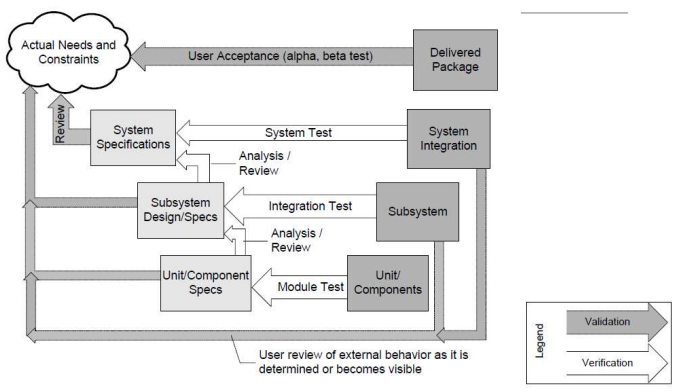 Actual Needs and
Constraints
User Acceptance (alpha, beta test)
Delivered
Package
Review
System
Specifications
System Test
System
Integration
Analysis /
Review
Subsystem
Design/Specs
Integration Test
Subsystem
Analysis /
Review
Unit/Component
Specs
Module Test
Unit/
Components
User review of external behavior as it is
determined or becomes visible
Legend
Validation
Verification